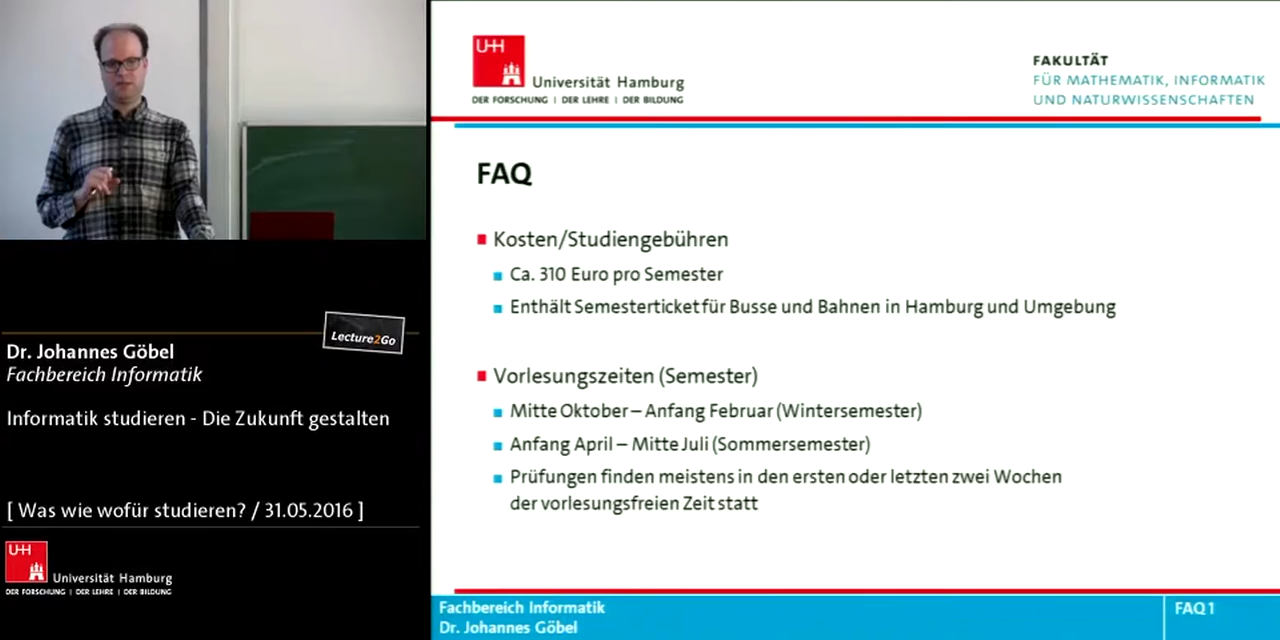 Lecture2Go
Dr. Johannes Göbel
Fachbereich Informatik
Informatik studieren - Die Zukunft gestalten
[ Was wie wofür studieren? / 31.05.2016 ]
UH
Universität Hamburg
DER FORSCHUNG | DER LEHRE | DER BILDUNG
UH
Universität Hamburg
DER FORSCHUNG | DER LEHRE | DER BILDUNG
FAKULTÄT
FÜR MATHEMATIK, INFORMATIK
UND NATURWISSENSCHAFTEN
FAQ
Kosten/Studiengebühren
Ca. 310 Euro pro Semester
Enthält Semesterticket für Busse und Bahnen in Hamburg und Umgebung
Vorlesungszeiten (Semester)
Mitte Oktober – Anfang Februar (Wintersemester)
Anfang April – Mitte Juli (Sommersemester)
Prüfungen finden meistens in den ersten oder letzten zwei Wochen
der vorlesungsfreien Zeit statt
Fachbereich Informatik
Dr. Johannes Göbel
FAQ 1